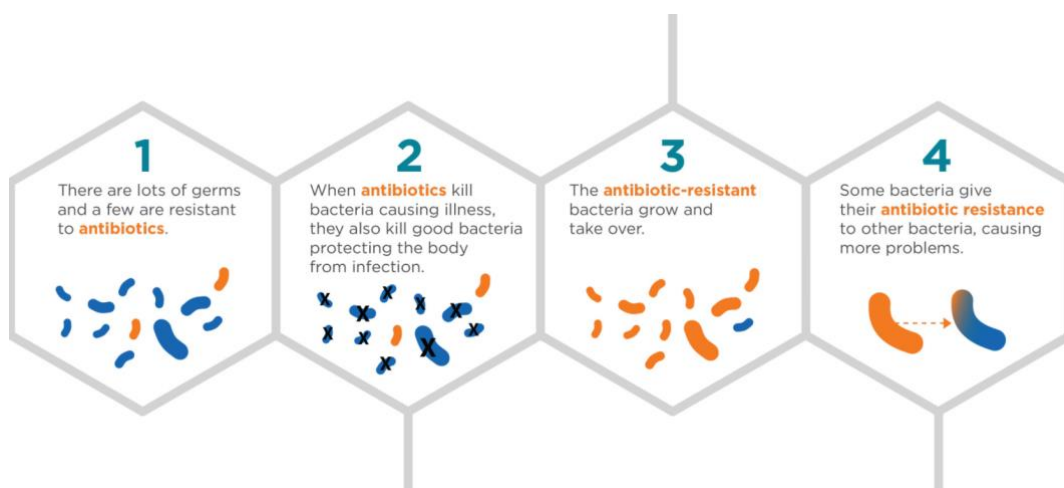 1
There are lots of germs
and a few are resistant
to antibiotics.
2
When antibiotics kill
bacteria causing illness,
they also kill good bacteria
protecting the body
from infection.
X X X X X X X X X X
3
The antibiotic-resistant
bacteria grow and
take over.
4
Some bacteria give
their antibiotic resistance
to other bacteria, causing
more problems.